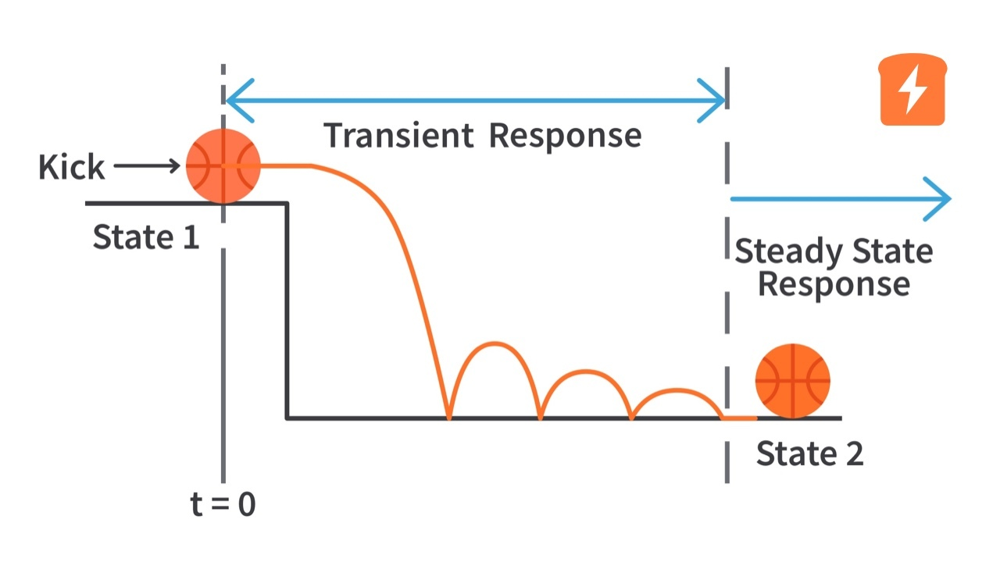 Transient Response
Kick
State 1
Steady State
Response
State 2
t = 0